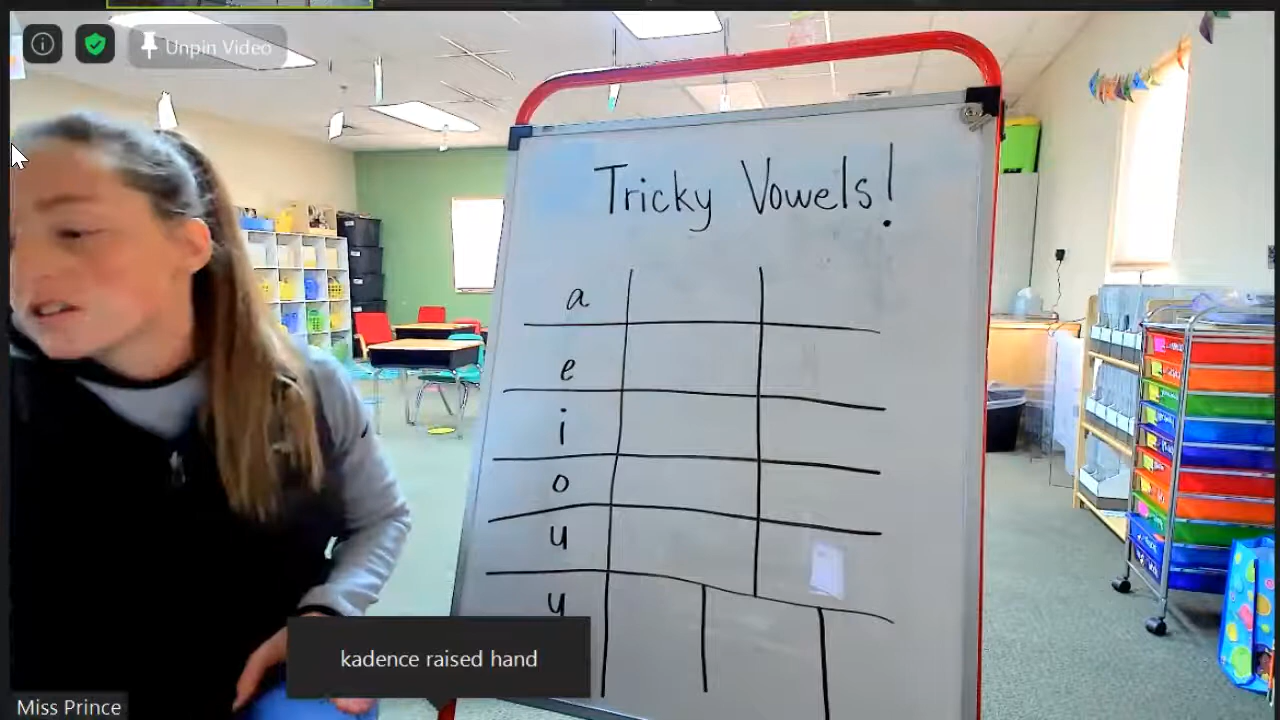 Unpin Video
Tricky Vowels!
a
e
i
o
u
y
kadence raised hand
Miss Prince